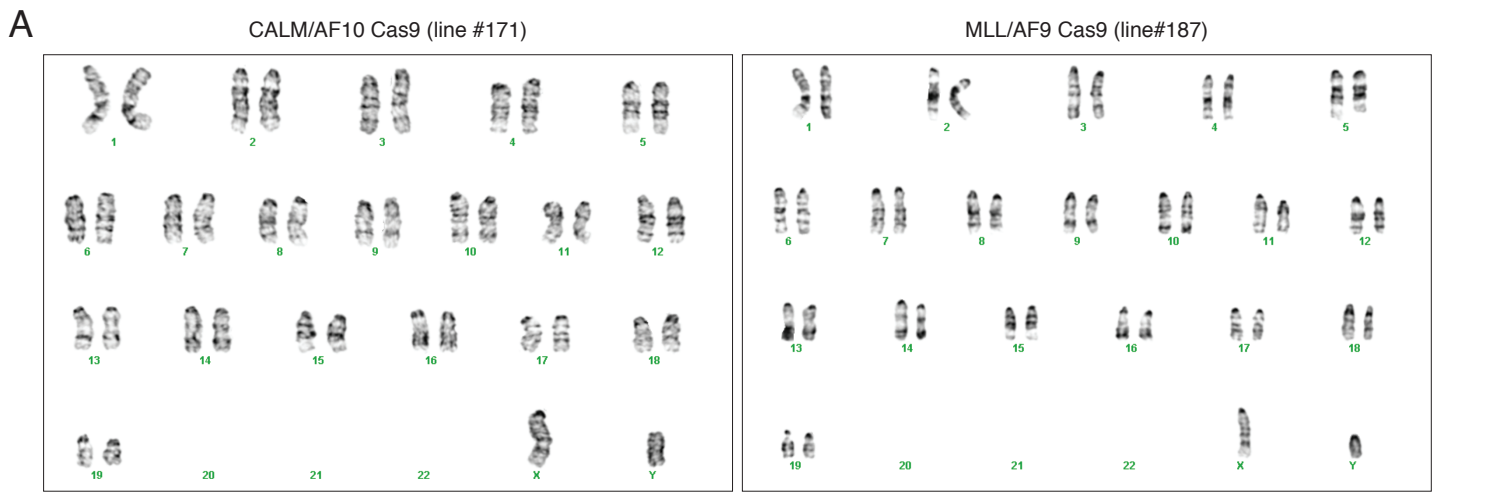 A
CALM/AF10 Cas9 (line #171)
1 2 3 4 5
6 7 8 9 10 11 12
13 14 15 16 17 18
19 20 21 22 X Y
MLL/AF9 Cas9 (line#187)
1 2 3 4 5
6 7 8 9 10 11 12
13 14 15 16 17 18
19 20 21 22 X Y